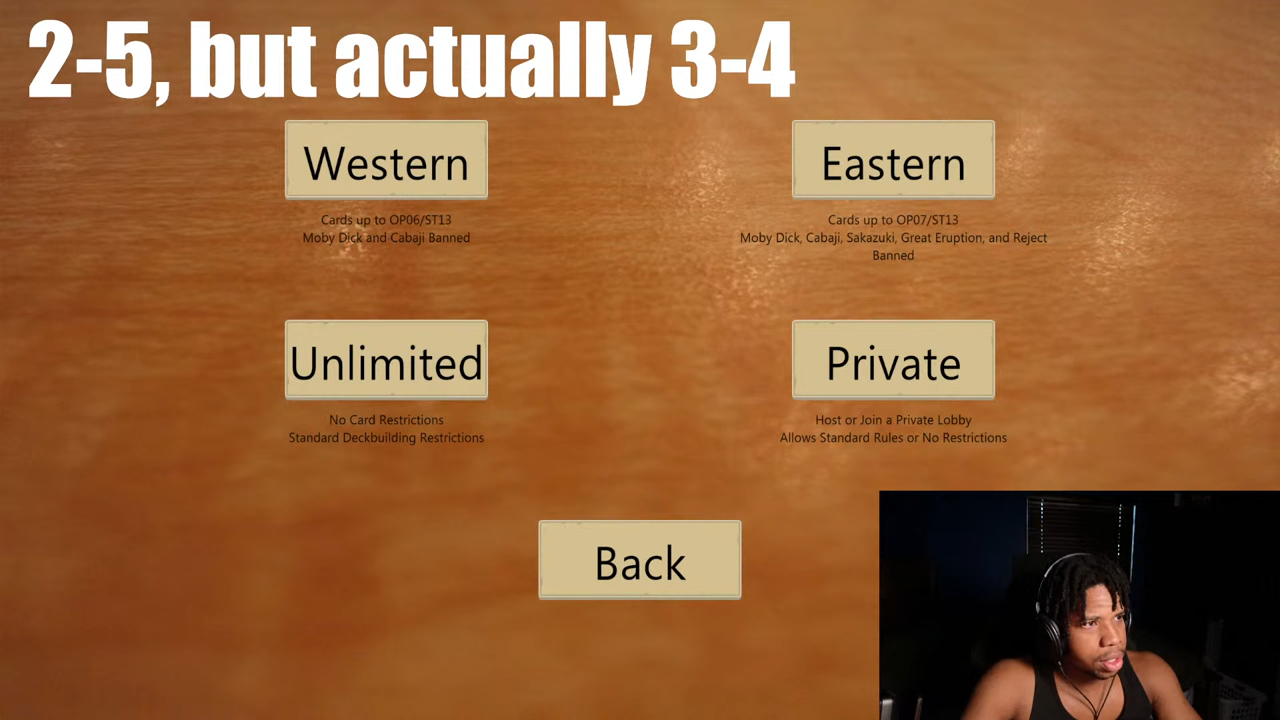 2-5, but actually 3-4
Western
Cards up to OP06/ST13
Moby Dick and Cabaji Banned
Eastern
Cards up to OP07/ST13
Moby Dick, Cabaji, Sakazuki, Great Eruption, and Reject
Banned
Unlimited
No Card Restrictions
Standard Deckbuilding Restrictions
Private
Host or Join a Private Lobby
Allows Standard Rules or No Restrictions
Back